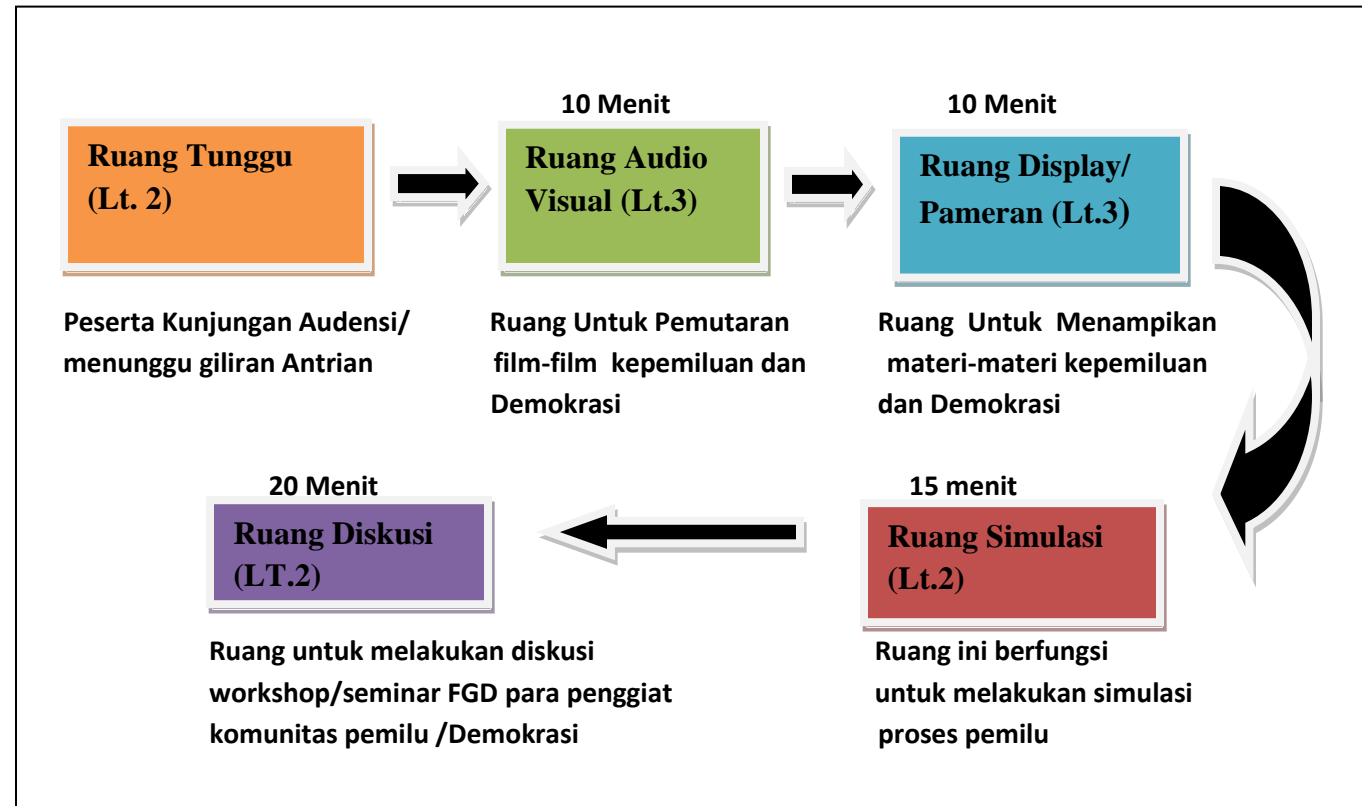 10 Menit
Ruang Tunggu
(Lt. 2)
Peserta Kunjungan Audensi/
menunggu giliran Antrian
Ruang Audio
Visual (Lt.3)
Ruang Untuk Pemutaran
film-film kepemiluan dan
Demokrasi
10 Menit
Ruang Display/
Pameran (Lt.3)
Ruang Untuk Menampikan
materi-materi kepemiluan
dan Demokrasi
15 menit
Ruang Simulasi
(Lt.2)
Ruang ini berfungsi
untuk melakukan simulasi
proses pemilu
20 Menit
Ruang Diskusi
(LT.2)
Ruang untuk melakukan diskusi
workshop/seminar FGD para penggiat
komunitas pemilu /Demokrasi